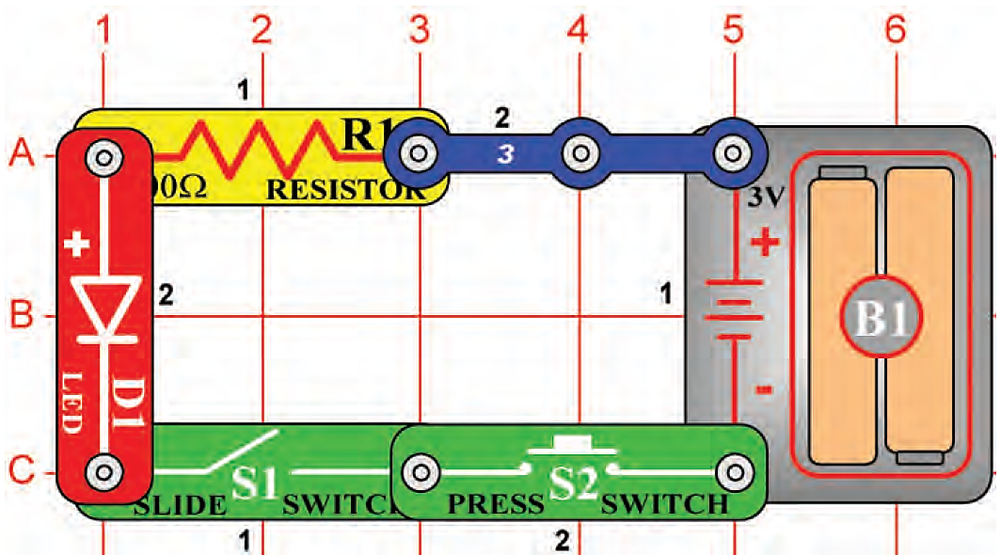 1 2 3 4 5 6
1
2
A
R1
3
00Ω
RESISTOR
3V
+
+
2
1
B
B1
-
D1
LED
C
S1
S2
SLIDE
SWITCH
PRESS
SWITCH
1
2